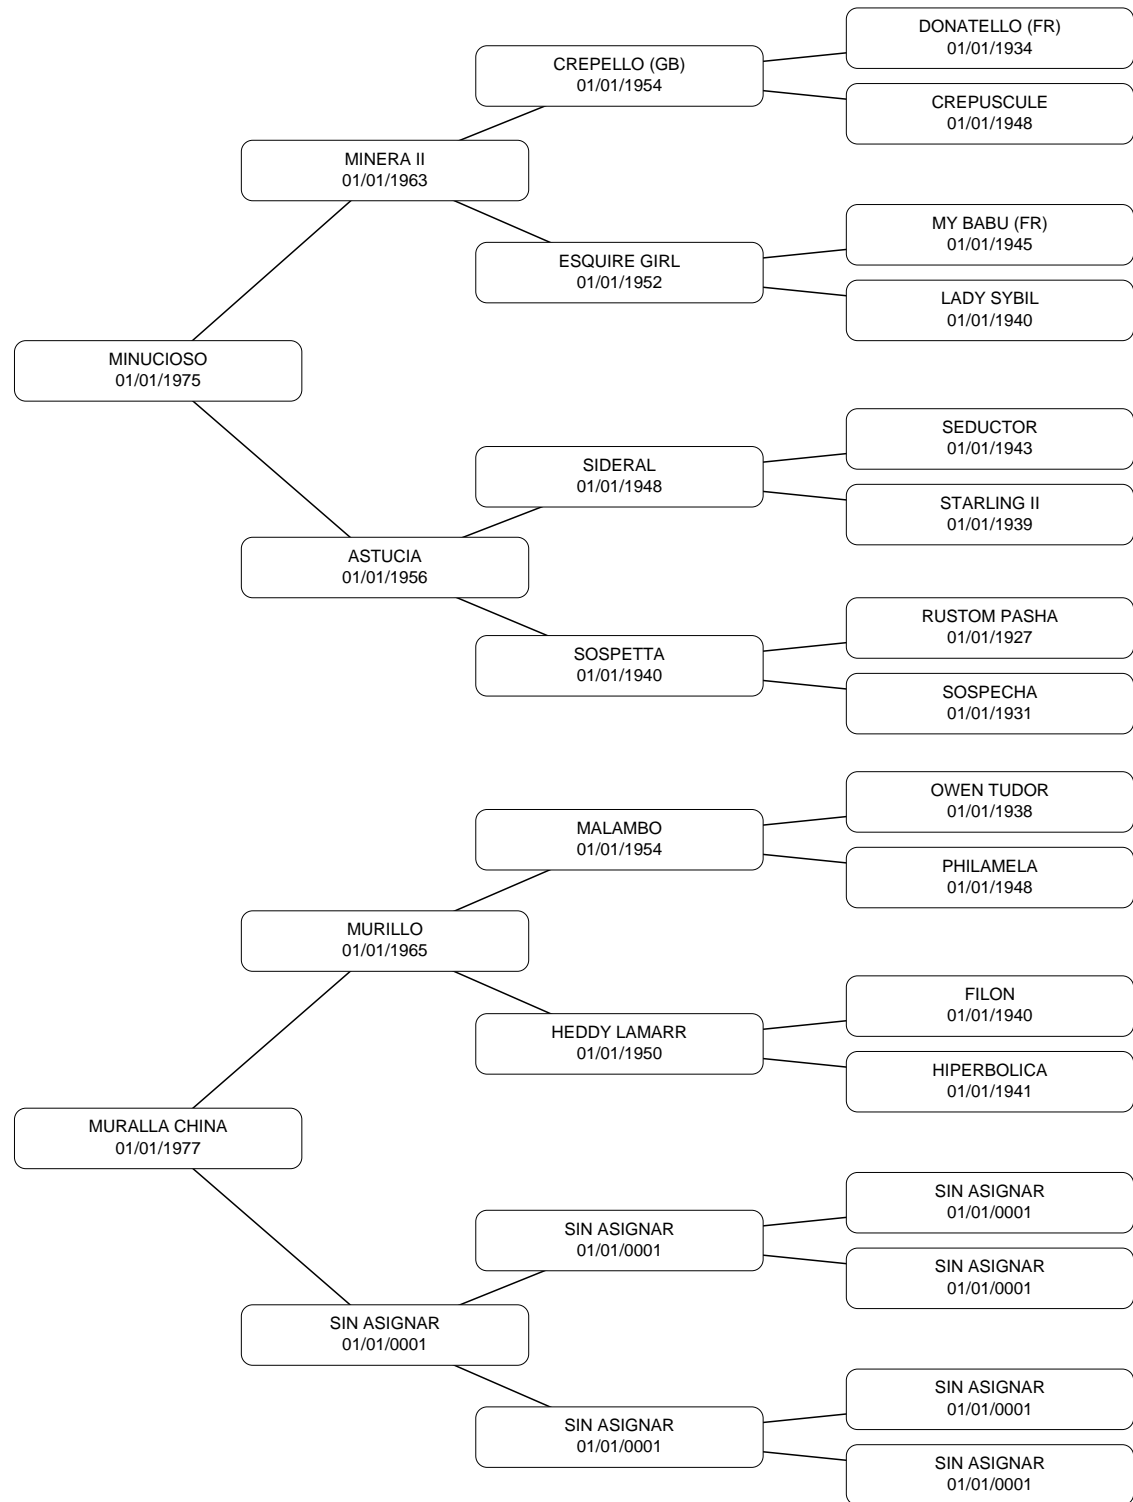 DONATELLO (FR)
01/01/1934
CREPELLO (GB)
01/01/1954
CREPUSCULE
01/01/1948
MINERA II
01/01/1963
MY BABU (FR)
01/01/1945
ESQUIRE GIRL
01/01/1952
LADY SYBIL
01/01/1940
MINUCIOSO
01/01/1975
SEDUCTOR
01/01/1943
SIDERAL
01/01/1948
STARLING II
01/01/1939
ASTUCIA
01/01/1956
RUSTOM PASHA
01/01/1927
SOSPETTA
01/01/1940
SOSPECHA
01/01/1931
OWEN TUDOR
01/01/1938
MALAMBO
01/01/1954
PHILAMELA
01/01/1948
MURILLO
01/01/1965
FILON
01/01/1940
HEDDY LAMARR
01/01/1950
HIPERBOLICA
01/01/1941
MURALLA CHINA
01/01/1977
SIN ASIGNAR
01/01/0001
SIN ASIGNAR
01/01/0001
SIN ASIGNAR
01/01/0001
SIN ASIGNAR
01/01/0001
SIN ASIGNAR
01/01/0001
SIN ASIGNAR
01/01/0001
SIN ASIGNAR
01/01/0001